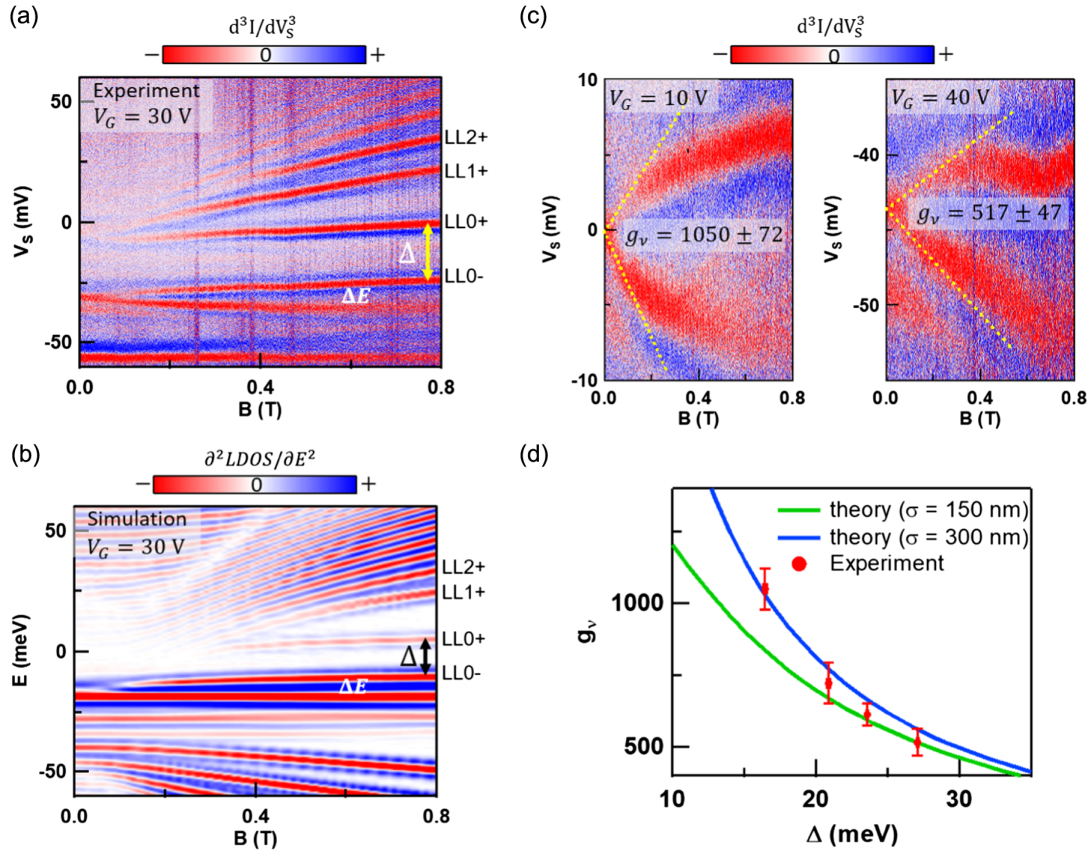 (a)
d³I/dV_S³
− 0 +
Experiment
V_G = 30 V
50
0
-50
V_S (mV)
LL2+
LL1+
LL0+
Δ
LL0-
ΔE
0.0 0.4 0.8
B (T)
(b)
∂²LDOS/∂E²
− 0 +
Simulation
V_G = 30 V
50
0
-50
E (meV)
LL2+
LL1+
LL0+
Δ
LL0-
ΔE
0.0 0.4 0.8
B (T)
(c)
d³I/dV_S³
− 0 +
V_G = 10 V
10
0
-10
V_S (mV)
g_ν = 1050 ± 72
0.0 0.4 0.8
B (T)
V_G = 40 V
-40
-50
V_S (mV)
g_ν = 517 ± 47
0.0 0.4 0.8
B (T)
(d)
theory (σ = 150 nm)
theory (σ = 300 nm)
Experiment
1000
500
g_ν
10 20 30
Δ (meV)